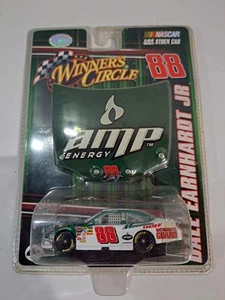 NASCAR
WINNER'S
CIRCLE
1:64 STOCK CAR
88
amp
ENERGY
DALE EARNHARDT JR
88